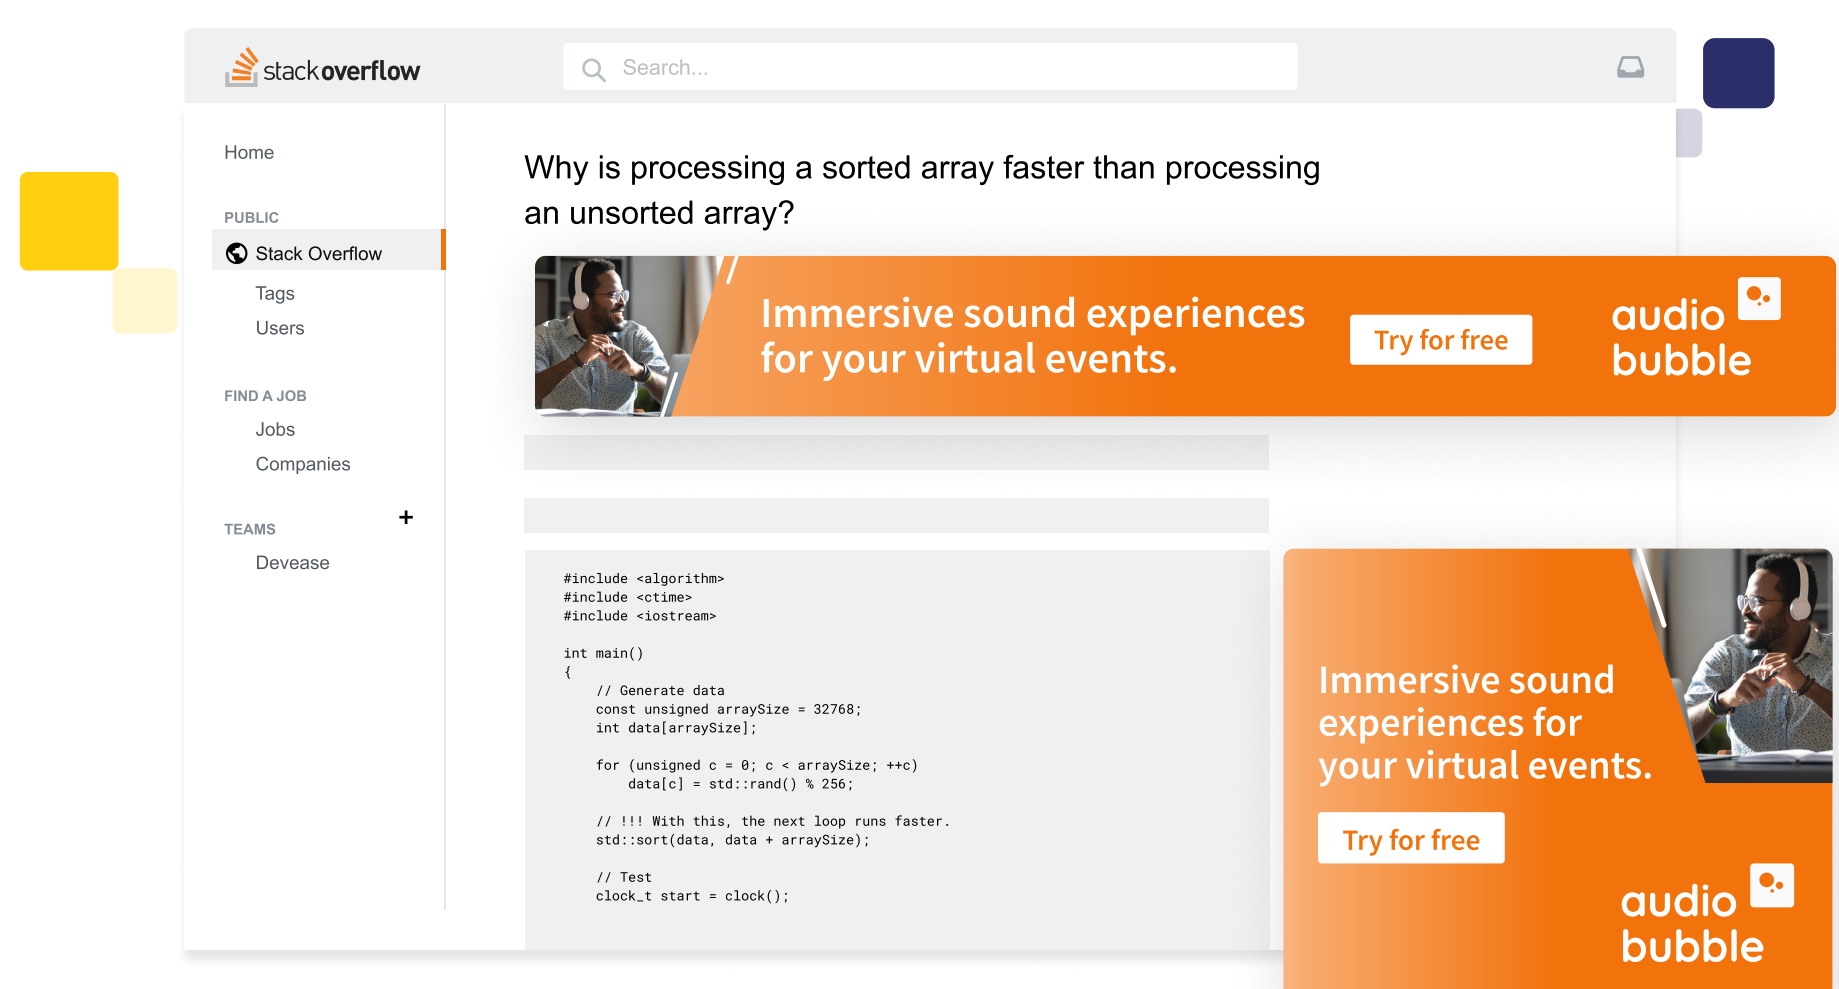 stackoverflow
Search...
Home
PUBLIC
Stack Overflow
Tags
Users
FIND A JOB
Jobs
Companies
TEAMS
+
Devease
Why is processing a sorted array faster than processing
an unsorted array?
Immersive sound experiences
for your virtual events.
Try for free
audio
bubble
#include <algorithm>
#include <ctime>
#include <iostream>
int main()
{
    // Generate data
    const unsigned arraySize = 32768;
    int data[arraySize];
    for (unsigned c = 0; c < arraySize; ++c)
        data[c] = std::rand() % 256;
    // !!! With this, the next loop runs faster.
    std::sort(data, data + arraySize);
    // Test
    clock_t start = clock();
Immersive sound
experiences for
your virtual events.
Try for free
audio
bubble